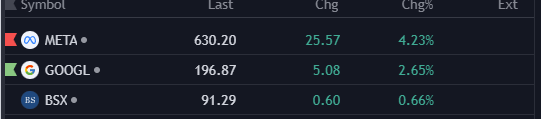 Symbol Last Chg Chg% Ext
META 630.20 25.57 4.23%
GOOGL 196.87 5.08 2.65%
BS BSX 91.29 0.60 0.66%